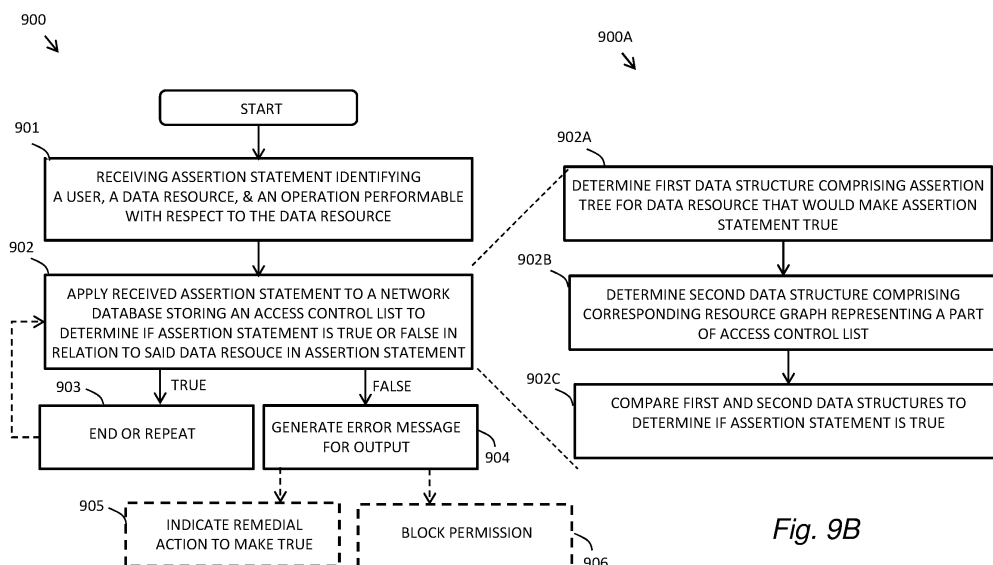 900
START
901
RECEIVING ASSERTION STATEMENT IDENTIFYING
A USER, A DATA RESOURCE, & AN OPERATION PERFORMABLE
WITH RESPECT TO THE DATA RESOURCE
902
APPLY RECEIVED ASSERTION STATEMENT TO A NETWORK
DATABASE STORING AN ACCESS CONTROL LIST TO
DETERMINE IF ASSERTION STATEMENT IS TRUE OR FALSE IN
RELATION TO SAID DATA RESOUCE IN ASSERTION STATEMENT
TRUE
FALSE
903
END OR REPEAT
GENERATE ERROR MESSAGE
FOR OUTPUT
904
905
INDICATE REMEDIAL
ACTION TO MAKE TRUE
BLOCK PERMISSION
906
900A
902A
DETERMINE FIRST DATA STRUCTURE COMPRISING ASSERTION
TREE FOR DATA RESOURCE THAT WOULD MAKE ASSERTION
STATEMENT TRUE
902B
DETERMINE SECOND DATA STRUCTURE COMPRISING
CORRESPONDING RESOURCE GRAPH REPRESENTING A PART
OF ACCESS CONTROL LIST
902C
COMPARE FIRST AND SECOND DATA STRUCTURES TO
DETERMINE IF ASSERTION STATEMENT IS TRUE
Fig. 9B